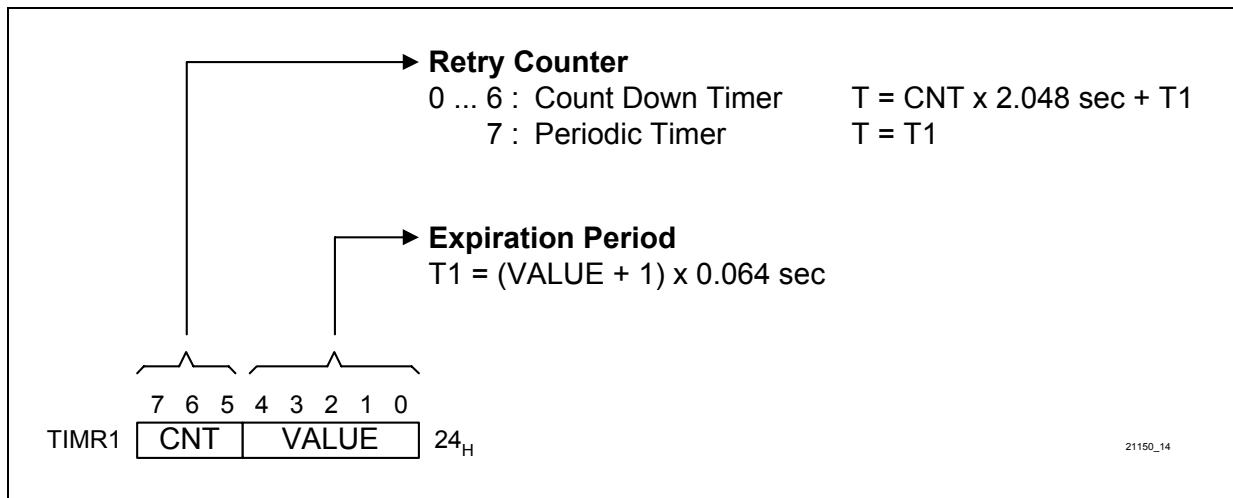 Retry Counter
0 ... 6 : Count Down Timer T = CNT x 2.048 sec + T1
7 : Periodic Timer T = T1
Expiration Period
T1 = (VALUE + 1) x 0.064 sec
7 6 5 4 3 2 1 0
TIMR1 CNT VALUE 24H
21150_14